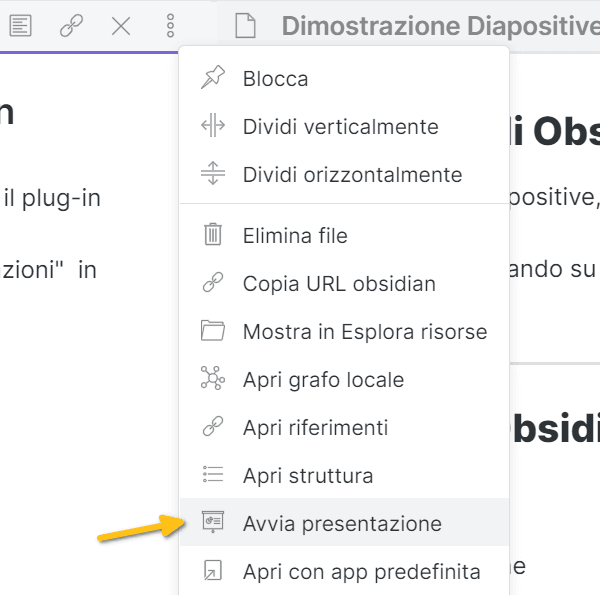 Dimostrazione Diapositive
n
Blocca
Dividi verticalmente
li Obs
il plug-in
Dividi orizzontalmente
positive,
Elimina file
zioni" in
Copia URL obsidian
ando su
Mostra in Esplora risorse
Apri grafo locale
Apri riferimenti
bsidi
Apri struttura
Avvia presentazione
Apri con app predefinita
e